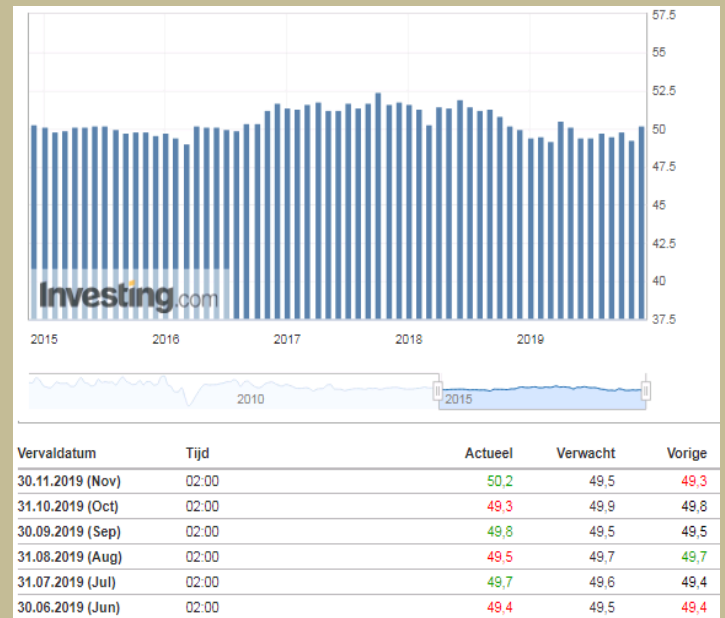 57.5
55
52.5
50
47.5
45
42.5
40
37.5
Investing.com
2015 2016 2017 2018 2019
2010 2015
Vervaldatum Tijd Actueel Verwacht Vorige
30.11.2019 (Nov) 02:00 50,2 49,5 49,3
31.10.2019 (Oct) 02:00 49,3 49,9 49,8
30.09.2019 (Sep) 02:00 49,8 49,5 49,5
31.08.2019 (Aug) 02:00 49,5 49,7 49,7
31.07.2019 (Jul) 02:00 49,7 49,6 49,4
30.06.2019 (Jun) 02:00 49,4 49,5 49,4